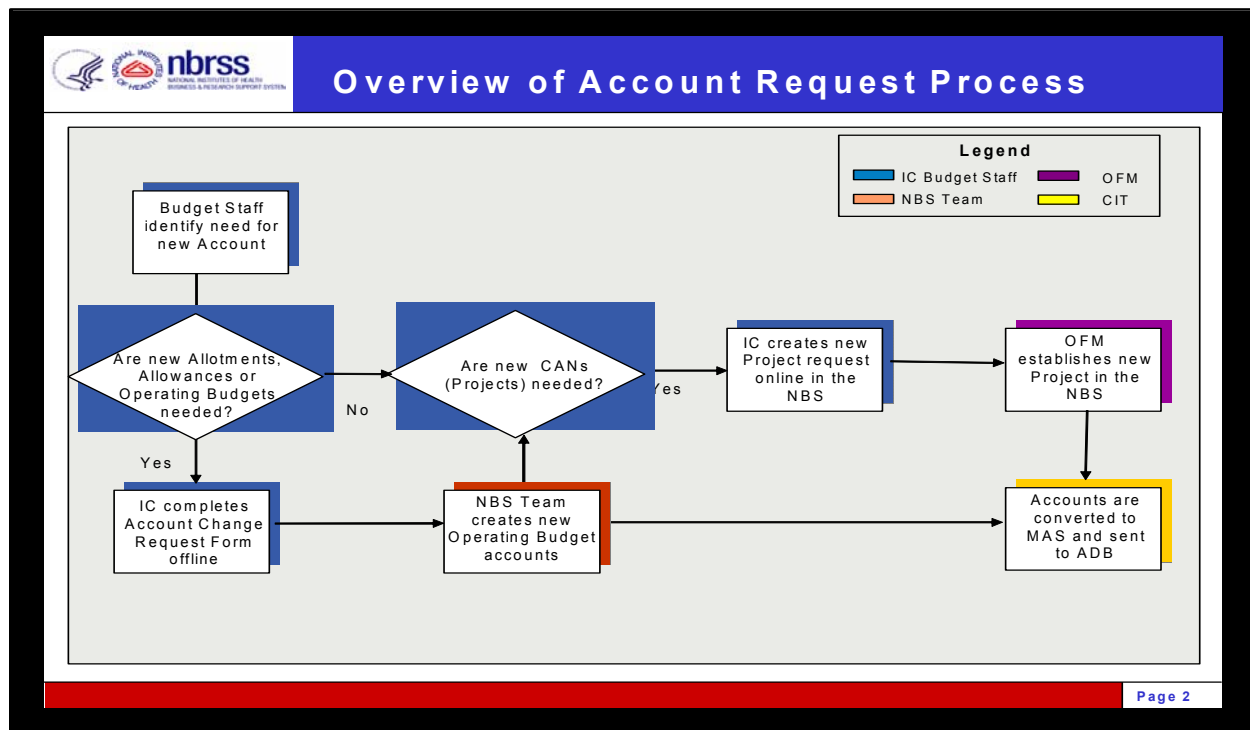 NATIONAL INSTITUTES OF HEALTH
nbrss
NATIONAL INSTITUTES OF HEALTH
BUSINESS & RESEARCH SUPPORT SYSTEM
Overview of Account Request Process
Legend
IC Budget Staff
OFM
NBS Team
CIT
Budget Staff
identify need for
new Account
Are new Allotments,
Allowances or
Operating Budgets
needed?
No
Are new CANs
(Projects) needed?
Yes
IC creates new
Project request
online in the
NBS
OFM
establishes new
Project in the
NBS
Yes
IC completes
Account Change
Request Form
offline
NBS Team
creates new
Operating Budget
accounts
Accounts are
converted to
MAS and sent
to ADB
Page 2